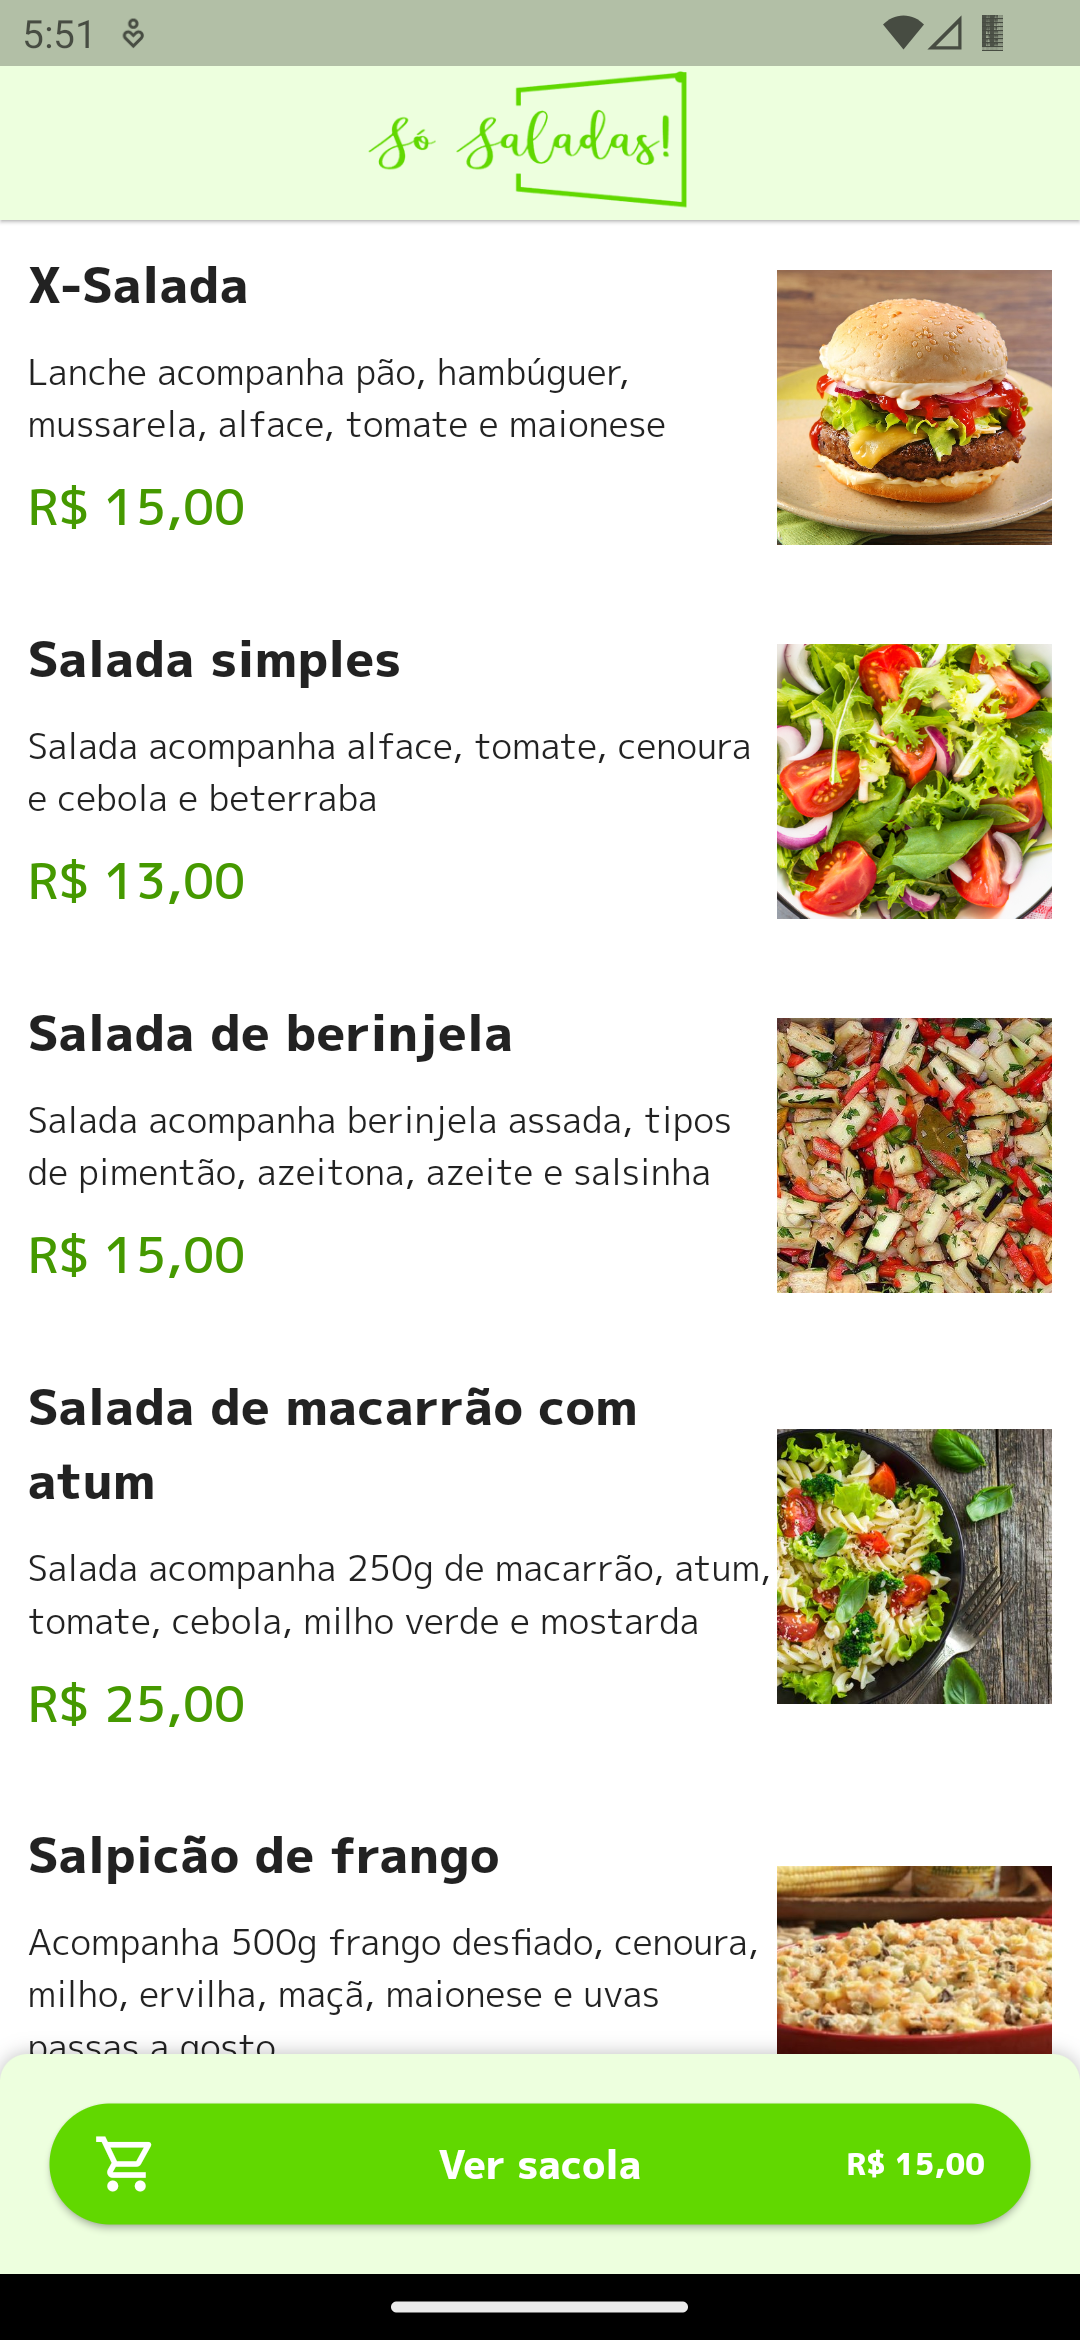 5:51
Só Saladas!
X-Salada
Lanche acompanha pão, hambúguer,
mussarela, alface, tomate e maionese
R$ 15,00
Salada simples
Salada acompanha alface, tomate, cenoura
e cebola e beterraba
R$ 13,00
Salada de berinjela
Salada acompanha berinjela assada, tipos
de pimentão, azeitona, azeite e salsinha
R$ 15,00
Salada de macarrão com
atum
Salada acompanha 250g de macarrão, atum,
tomate, cebola, milho verde e mostarda
R$ 25,00
Salpicão de frango
Acompanha 500g frango desfiado, cenoura,
milho, ervilha, maçã, maionese e uvas
passas a gosto
Ver sacola
R$ 15,00